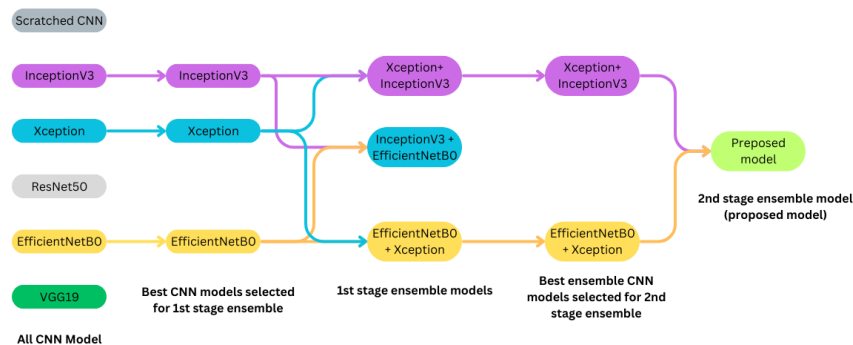 Scratched CNN
InceptionV3
InceptionV3
Xception+
InceptionV3
Xception+
InceptionV3
Xception
Xception
InceptionV3 +
EfficientNetB0
Preposed
model
ResNet50
2nd stage ensemble model
(proposed model)
EfficientNetB0
EfficientNetB0
EfficientNetB0
+ Xception
EfficientNetB0
+ Xception
VGG19
Best CNN models selected
for 1st stage ensemble
1st stage ensemble models
Best ensemble CNN
models selected for 2nd
stage ensemble
All CNN Model